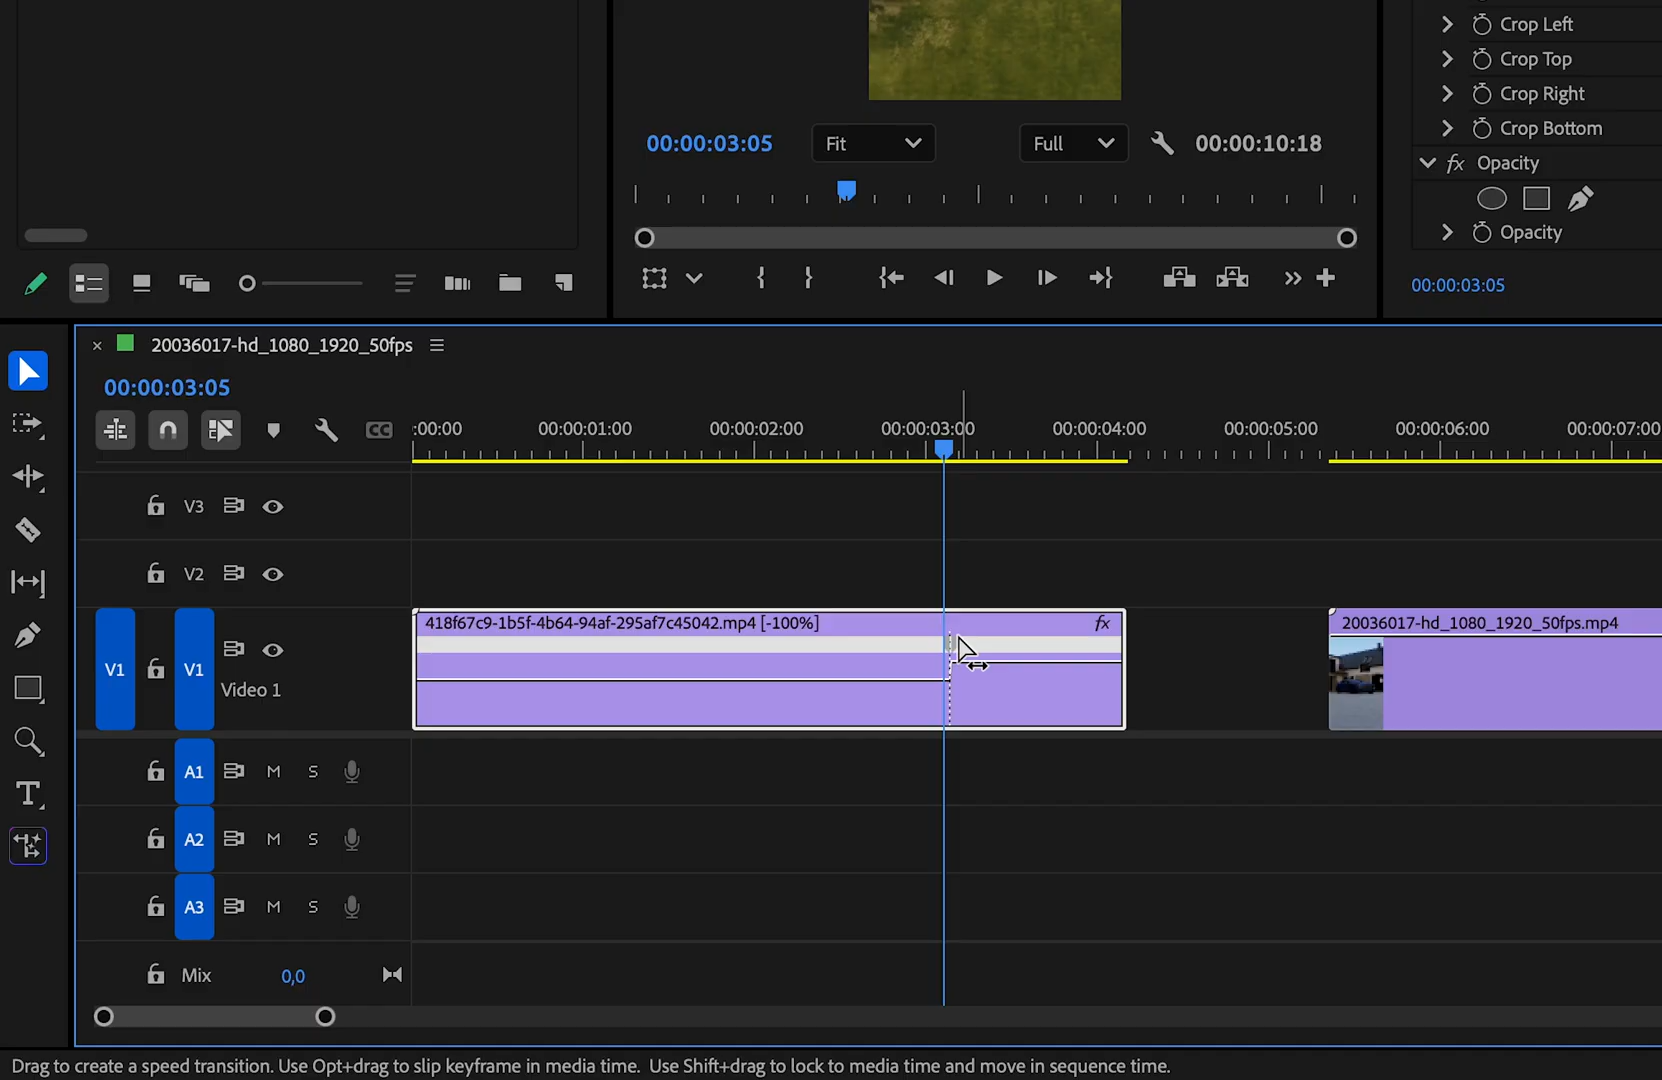 Crop Left
Crop Top
Crop Right
Crop Bottom
fx Opacity
Opacity
00:00:03:05
00:00:03:05 Fit Full 00:00:10:18
20036017-hd_1080_1920_50fps
00:00:03:05
CC
:00:00 00:00:01:00 00:00:02:00 00:00:03:00 00:00:04:00 00:00:05:00 00:00:06:00 00:00:07:00
V3
V2
418f67c9-1b5f-4b64-94af-295af7c45042.mp4 [-100%] fx
20036017-hd_1080_1920_50fps.mp4
V1 V1
Video 1
A1 M S
A2 M S
A3 M S
Mix 0,0
Drag to create a speed transition. Use Opt+drag to slip keyframe in media time. Use Shift+drag to lock to media time and move in sequence time.